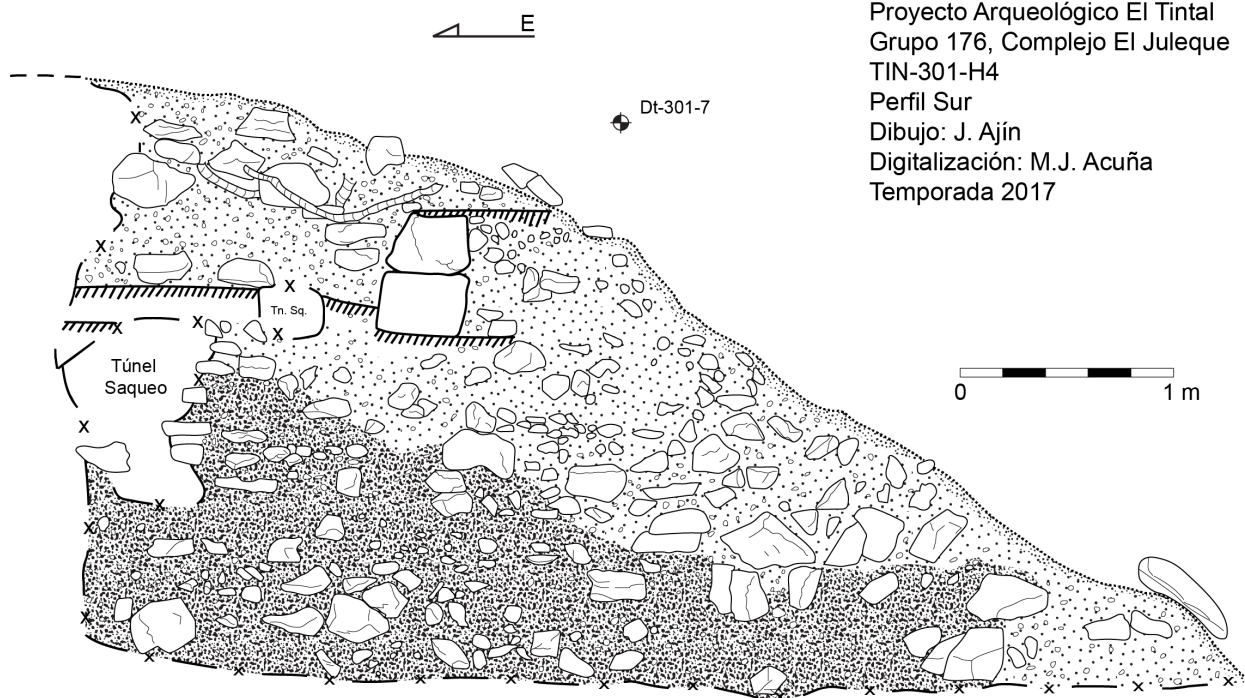 Proyecto Arqueológico El Tintal
Grupo 176, Complejo El Juleque
TIN-301-H4
Perfil Sur
Dibujo: J. Ajín
Digitalización: M.J. Acuña
Temporada 2017
E
Dt-301-7
Tn. Sq.
Túnel
Saqueo
0 1 m